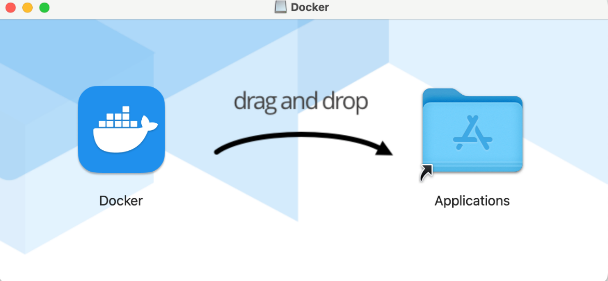 Docker
drag and drop
Docker
Applications